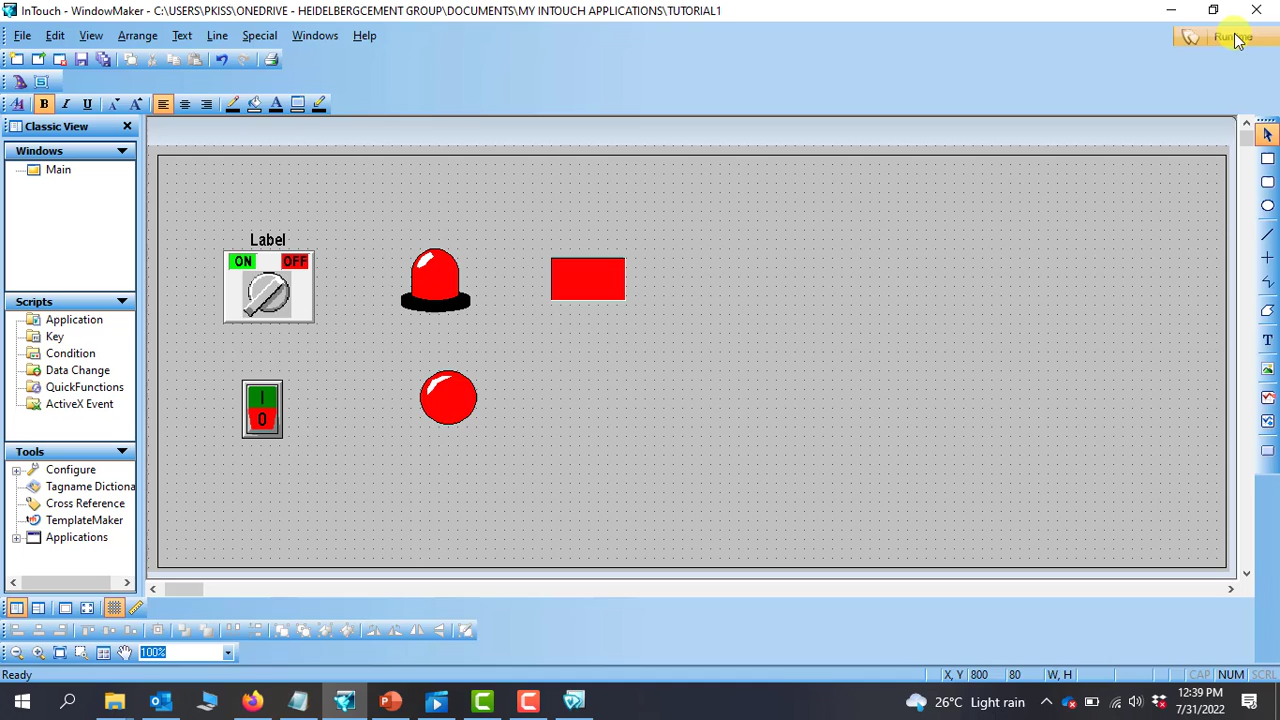 InTouch - WindowMaker - C:\USERS\PKISS\ONEDRIVE - HEIDELBERGCEMENT GROUP\DOCUMENTS\MY INTOUCH APPLICATIONS\TUTORIAL1
File Edit View Arrange Text Line Special Windows Help
B I U A A A
Classic View
Windows
Main
Scripts
Application
Key
Condition
Data Change
QuickFunctions
ActiveX Event
Tools
Configure
Tagname Dictiona
Cross Reference
TemplateMaker
Applications
Label
ON OFF
I
0
T
100%
Ready X, Y 800 80 W, H CAP NUM SCRL
26°C Light rain 12:39 PM
7/31/2022